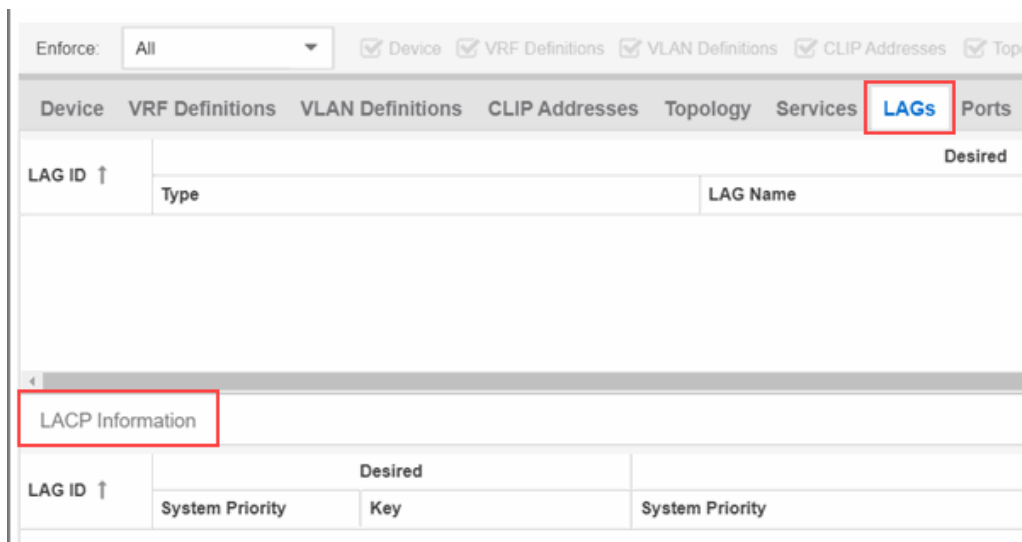 Enforce: All Device VRF Definitions VLAN Definitions CLIP Addresses
Device VRF Definitions VLAN Definitions CLIP Addresses Topology Services LAGs Ports
LAG ID ↑ Desired
Type LAG Name
LACP Information
LAG ID ↑ Desired
System Priority Key System Priority